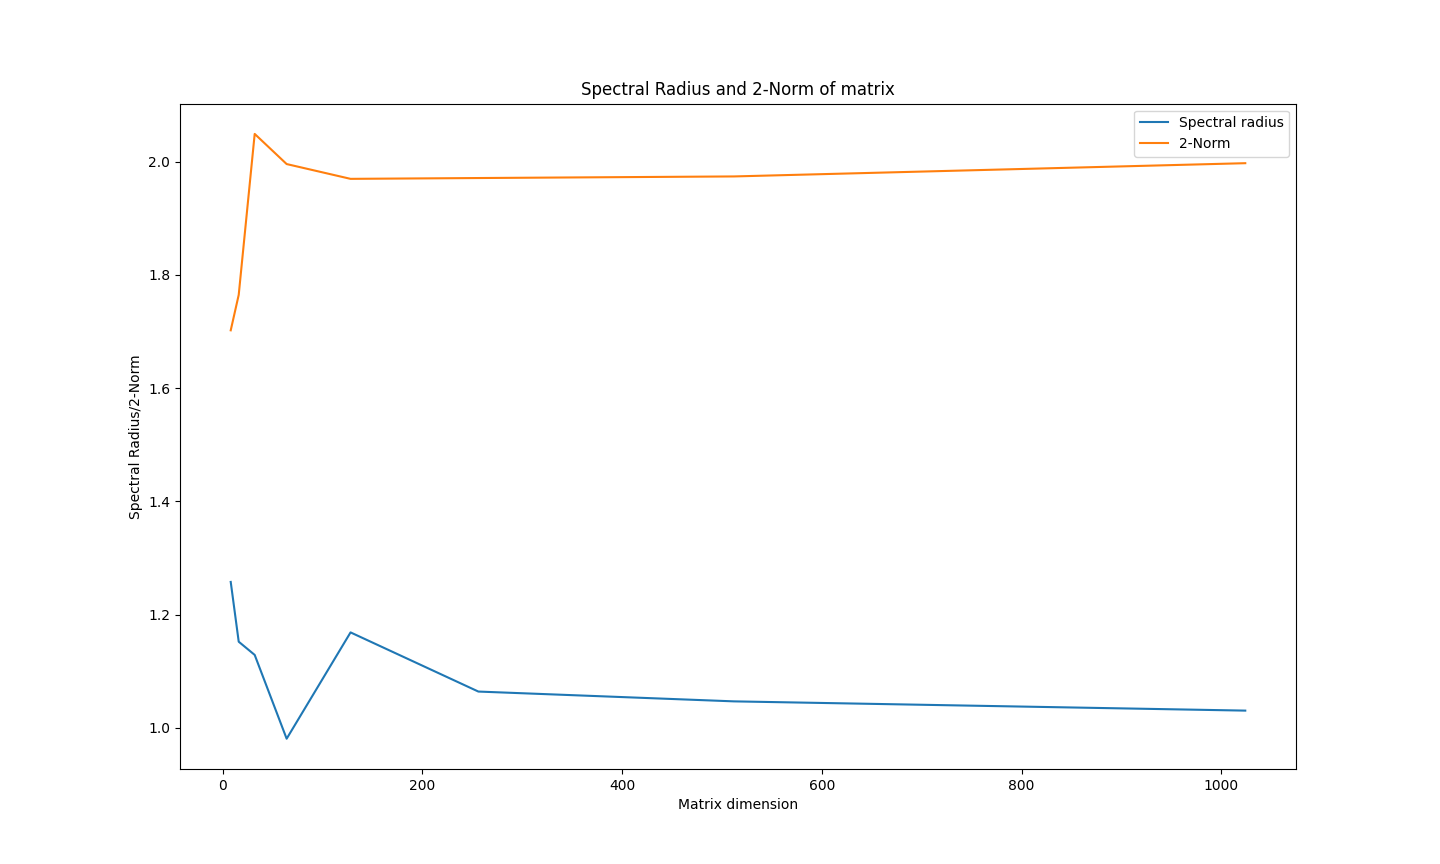 Spectral Radius and 2-Norm of matrix
Spectral radius
2-Norm
2.0
1.8
1.6
1.4
1.2
1.0
Spectral Radius/2-Norm
0 200 400 600 800 1000
Matrix dimension